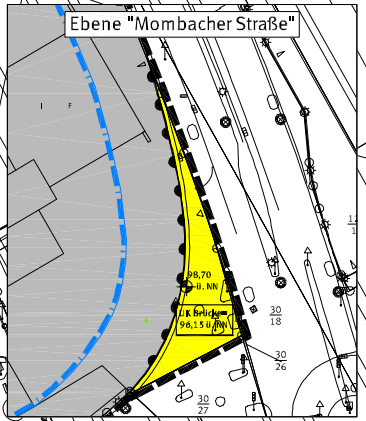 Ebene "Mombacher Straße"
I F
98,70
ü. NN
UK Brücke
96,15 ü. NN
30
18
30
26
30
27